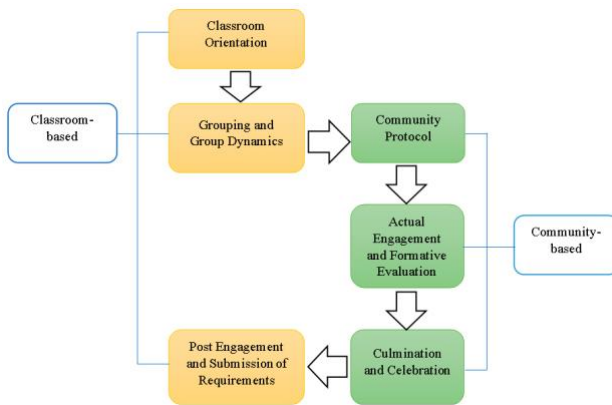 Classroom
Orientation
Classroom-
based
Grouping and
Group Dynamics
Community
Protocol
Actual
Engagement
and Formative
Evaluation
Community-
based
Post Engagement
and Submission of
Requirements
Culmination
and Celebration